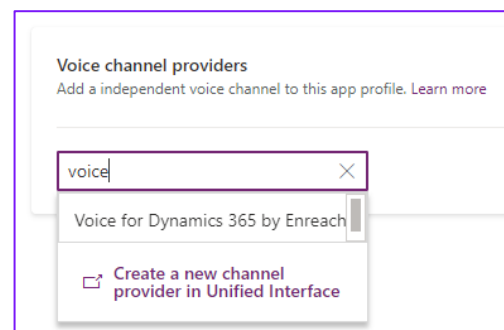 Voice channel providers
Add a independent voice channel to this app profile. Learn more
voice
Voice for Dynamics 365 by Enreach
Create a new channel
provider in Unified Interface